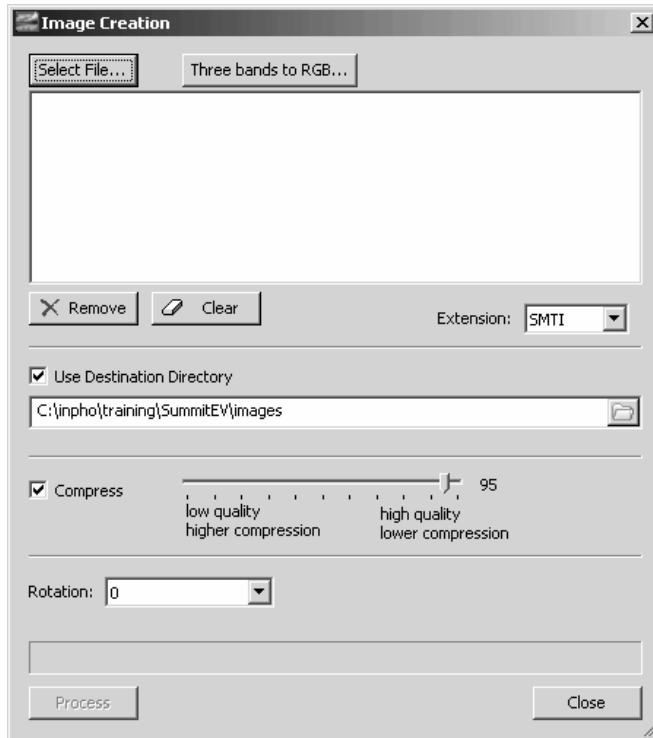 Image Creation
Select File... Three bands to RGB...
Remove Clear
Extension: SMTI
Use Destination Directory
C:\inpho\training\SummitEV\images
Compress 95
low quality high quality
higher compression lower compression
Rotation: 0
Process Close